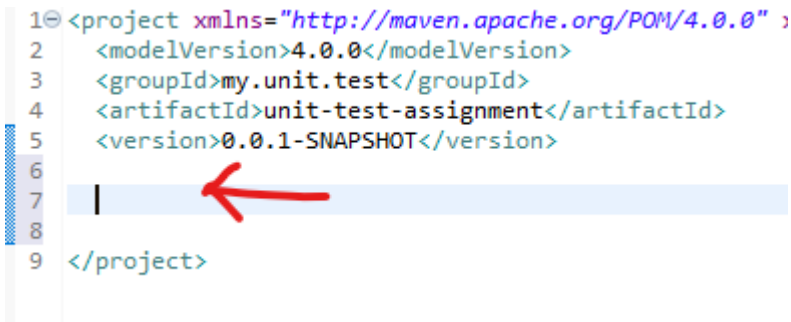 1 <project xmlns="http://maven.apache.org/POM/4.0.0"
2 <modelVersion>4.0.0</modelVersion>
3 <groupId>my.unit.test</groupId>
4 <artifactId>unit-test-assignment</artifactId>
5 <version>0.0.1-SNAPSHOT</version>
6
7
8
9 </project>